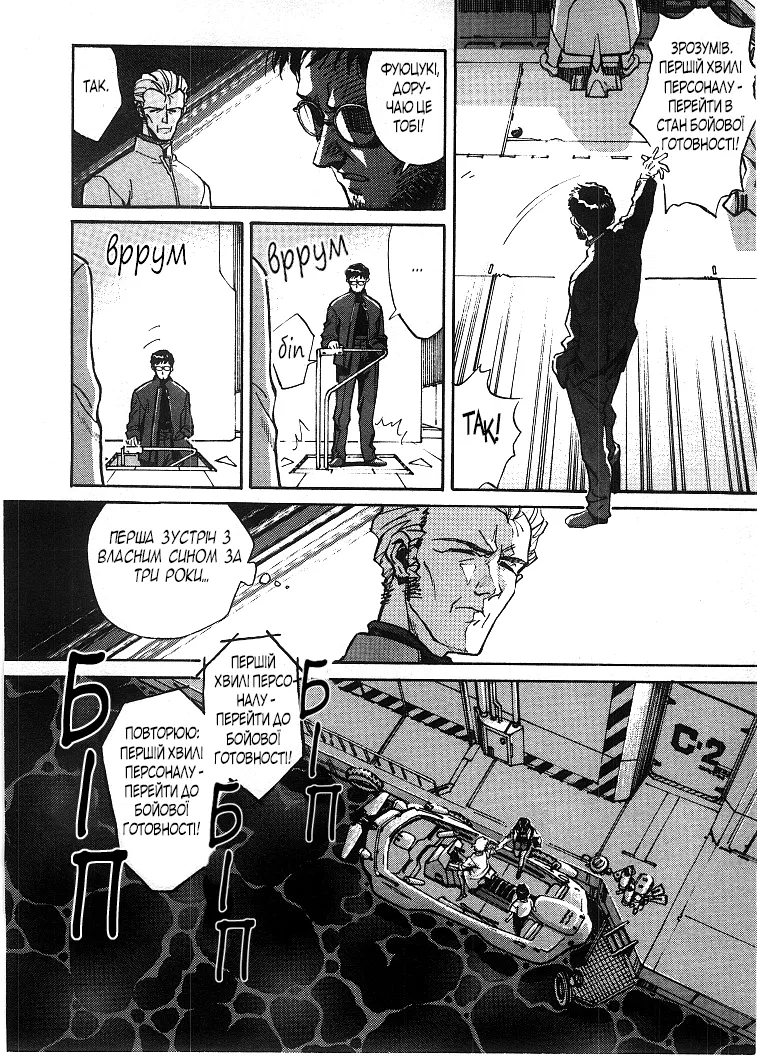 ЗРОЗУМІВ.
ПЕРШІЙ ХВИЛІ
ПЕРСОНАЛУ -
ПЕРЕЙТИ В
СТАН БОЙОВОЇ
ГОТОВНОСТІ!
ТАК!
ФУЮЦУКІ,
ДОРУ-
ЧАЮ ЦЕ
ТОБІ!
ТАК.
...
біп
вррум
вррум
ПЕРША ЗУСТРІЧ З
ВЛАСНИМ СИНОМ ЗА
ТРИ РОКИ...
БІП
ПЕРШІЙ
ХВИЛІ ПЕРСО-
НАЛУ -
ПЕРЕЙТИ ДО
БОЙОВОЇ
ГОТОВНОСТІ!
БІП
ПОВТОРЮЮ:
ПЕРШІЙ ХВИЛІ
ПЕРСОНАЛУ -
ПЕРЕЙТИ ДО
БОЙОВОЇ
ГОТОВНОСТІ!
БІП
C-2